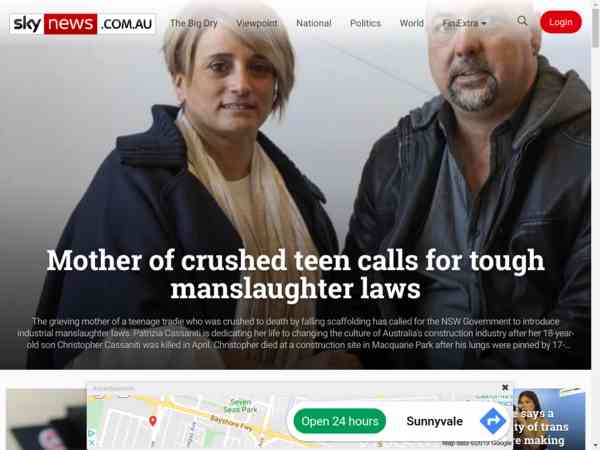 sky news .COM.AU
The Big Dry Viewpoint National Politics World Fin Extra Login
Mother of crushed teen calls for tough
manslaughter laws
The grieving mother of a teenage tradie who was crushed to death by falling scaffolding has called for the NSW Government to introduce
industrial manslaughter laws. Patrizia Cassaniti is dedicating her life to changing the culture of Australia's construction industry after her 18-year-
old son Christopher Cassaniti was killed in April. Christopher died at a construction site in Macquarie Park after his lungs were pinned by 17-...
Advertisement
SEVEN
SEAS PARK
Bayshore Fwy
Open 24 hours Sunnyvale
Map data ©2019 Google
e says a
ty of trans
re making